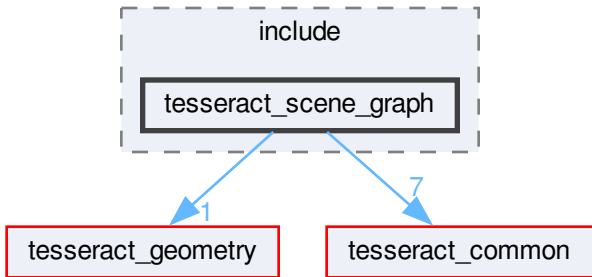 include
tesseract_scene_graph
1
7
tesseract_geometry
tesseract_common